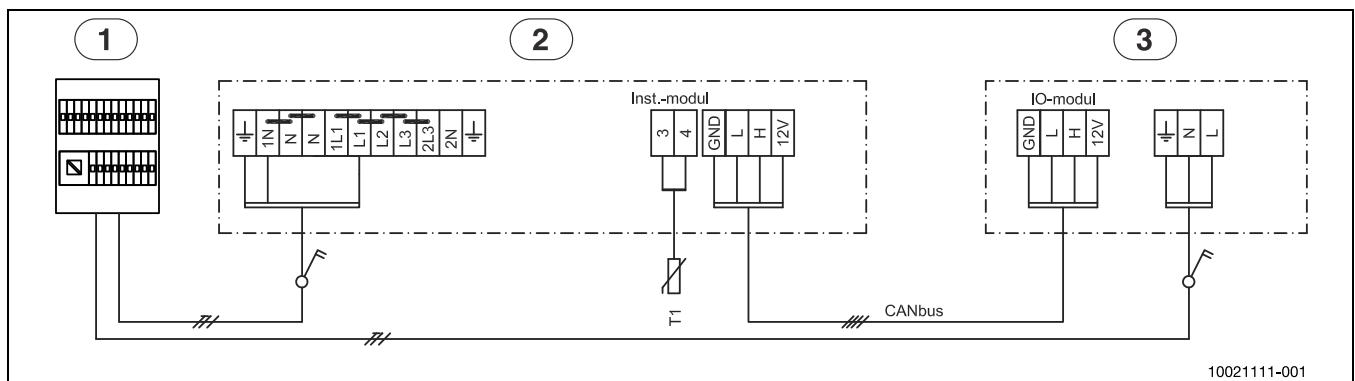 1 2 3
Inst.-modul IO-modul
1N N N 1L1 L1 L2 L3 2L3 2N 3 4 GND L H 12V GND L H 12V N L
T1 CANbus
10021111-001